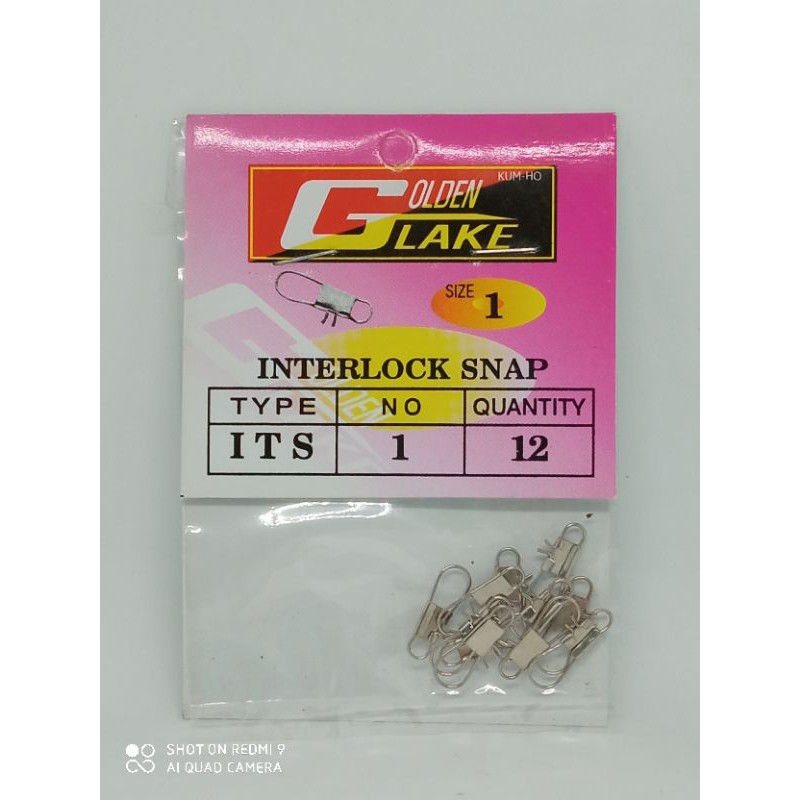 KUM-HO
GOLDEN
LAKE
SIZE 1
INTERLOCK SNAP
TYPE NO QUANTITY
ITS 1 12
GOLDEN
SHOT ON REDMI 9
AI QUAD CAMERA